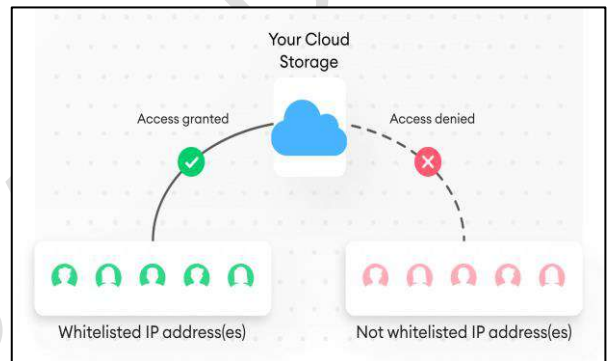 Your Cloud
Storage
Access granted
Access denied
Whitelisted IP address(es)
Not whitelisted IP address(es)